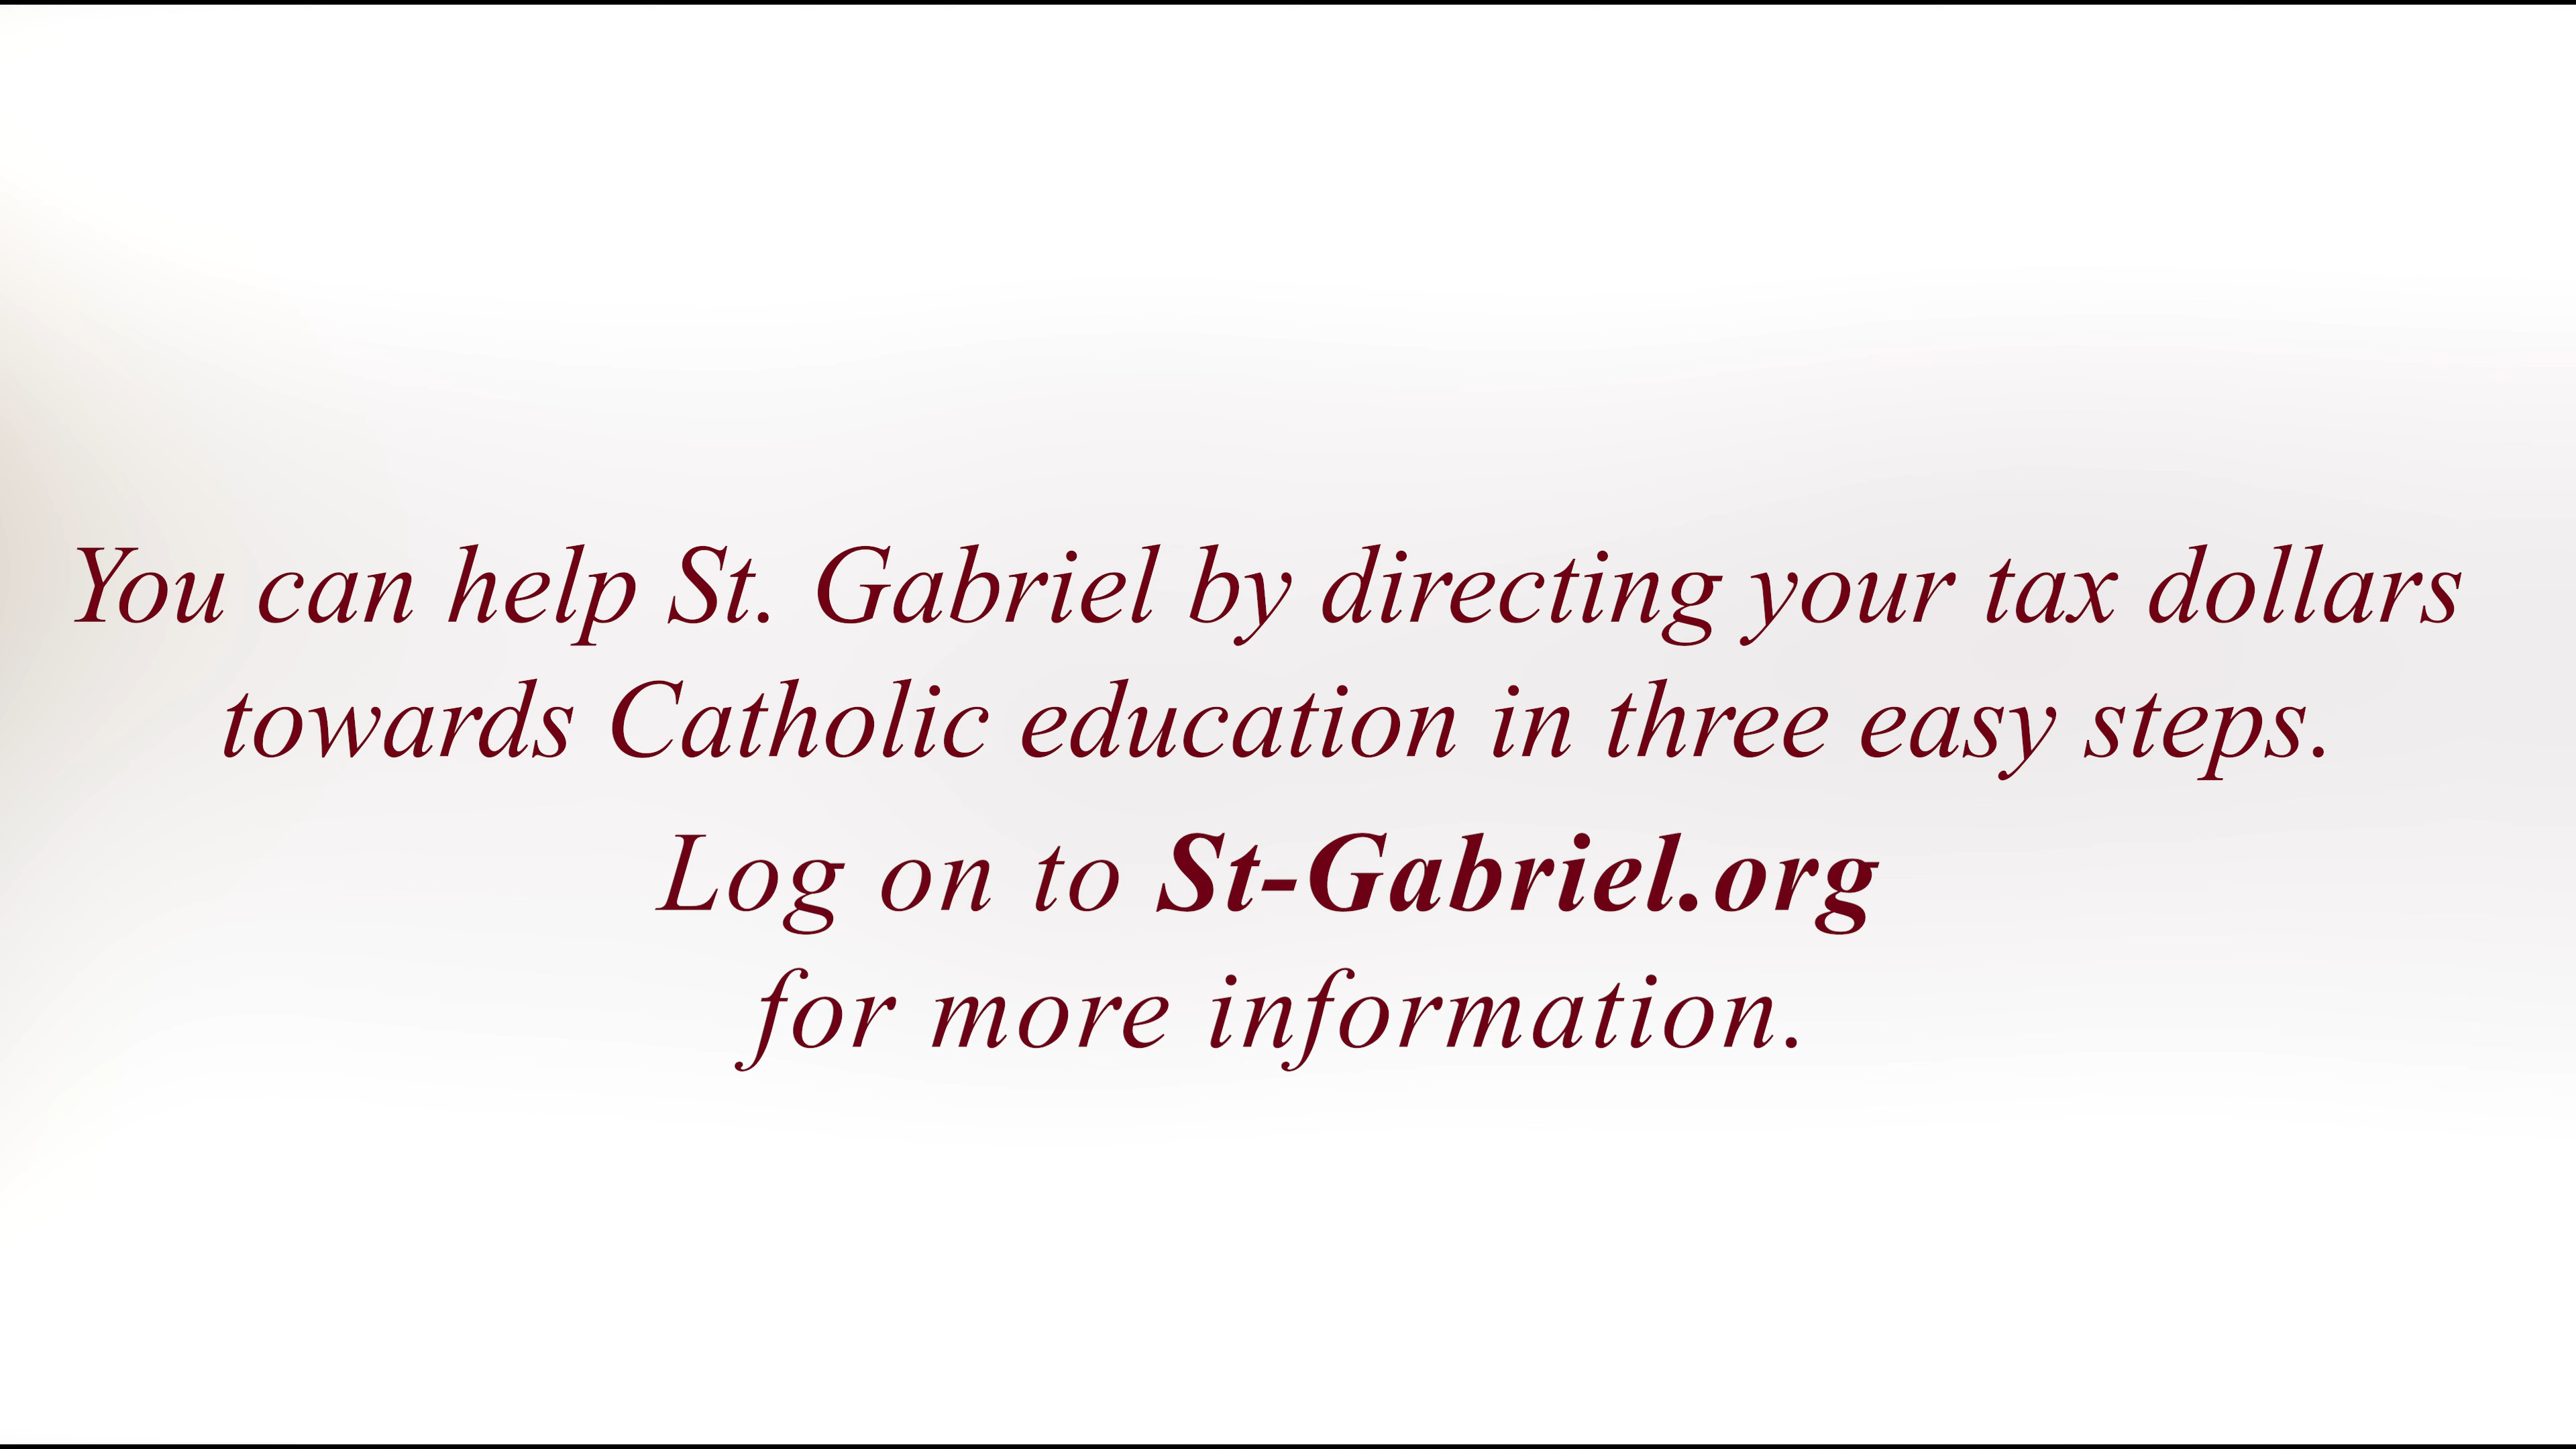 You can help St. Gabriel by directing your tax dollars
towards Catholic education in three easy steps.
Log on to St-Gabriel.org
for more information.